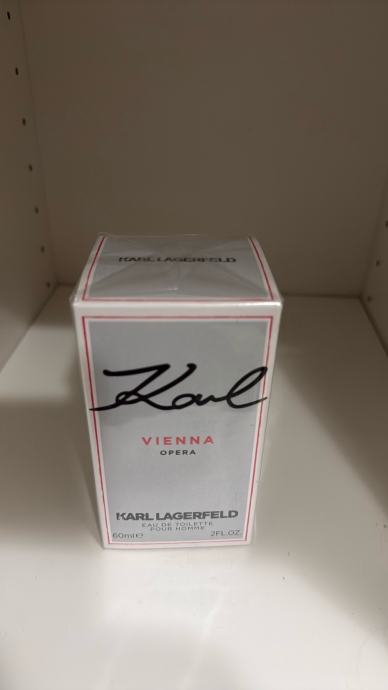 KARL LAGERFELD
Karl
VIENNA
OPERA
KARL LAGERFELD
EAU DE TOILETTE
POUR HOMME
60ml℮ 2FL.OZ